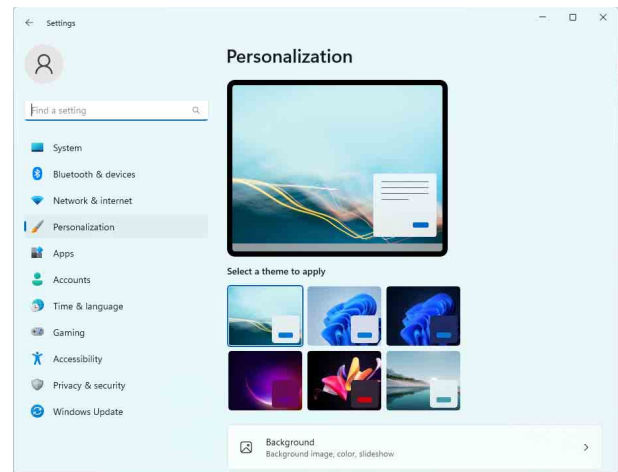 Settings
Find a setting
System
Bluetooth & devices
Network & internet
Personalization
Apps
Accounts
Time & language
Gaming
Accessibility
Privacy & security
Windows Update
Personalization
Select a theme to apply
Background
Background image, color, slideshow